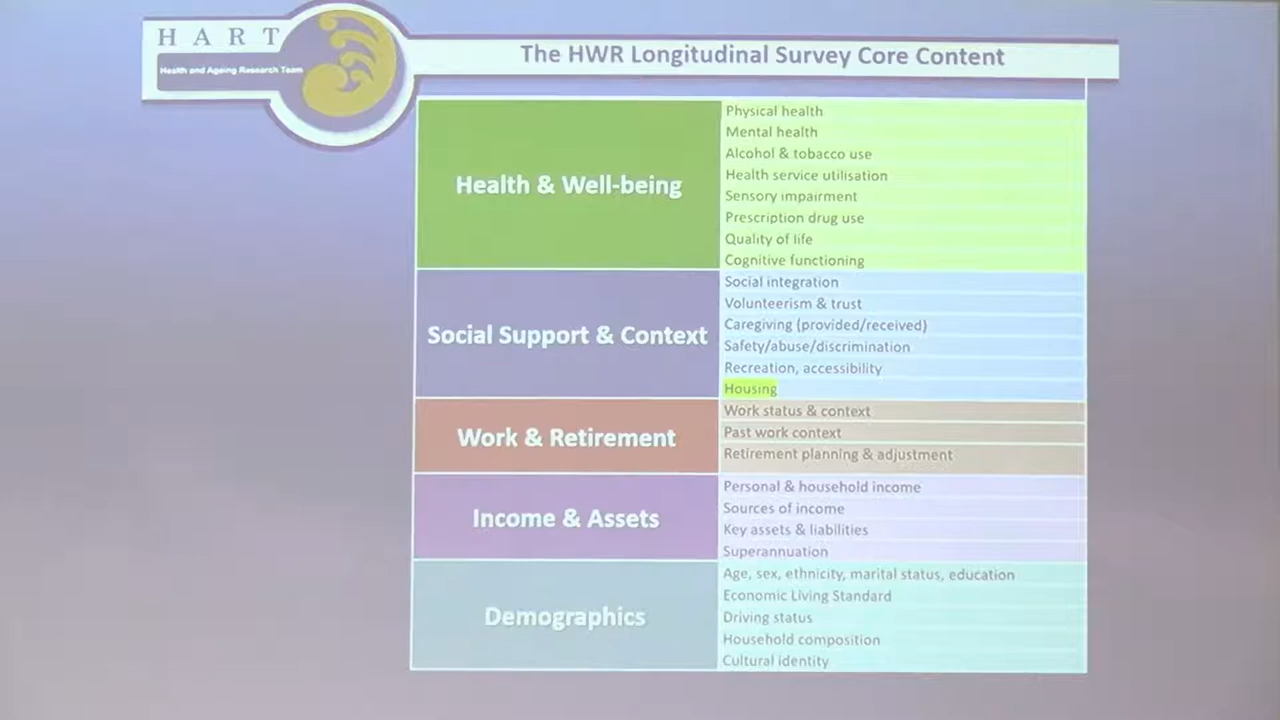 H A R T
Health and Ageing Research Team
The HWR Longitudinal Survey Core Content
Health & Well-being
Physical health
Mental health
Alcohol & tobacco use
Health service utilisation
Sensory impairment
Prescription drug use
Quality of life
Cognitive functioning
Social Support & Context
Social integration
Volunteerism & trust
Caregiving (provided/received)
Safety/abuse/discrimination
Recreation, accessibility
Housing
Work & Retirement
Work status & context
Past work context
Retirement planning & adjustment
Income & Assets
Personal & household income
Sources of income
Key assets & liabilities
Superannuation
Demographics
Age, sex, ethnicity, marital status, education
Economic Living Standard
Driving status
Household composition
Cultural identity